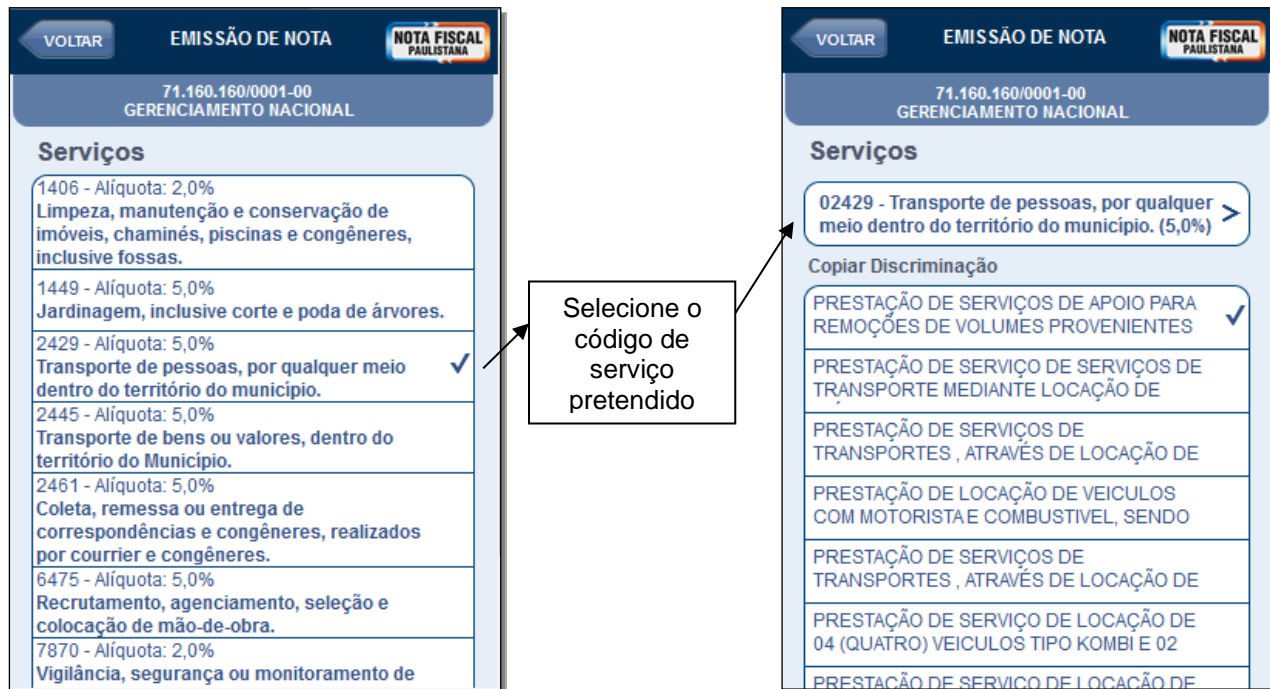 VOLTAR
EMISSÃO DE NOTA
NOTA FISCAL
PAULISTANA
71.160.160/0001-00
GERENCIAMENTO NACIONAL
Serviços
1406 - Alíquota: 2,0%
Limpeza, manutenção e conservação de
imóveis, chaminés, piscinas e congêneres,
inclusive fossas.
1449 - Alíquota: 5,0%
Jardinagem, inclusive corte e poda de árvores.
2429 - Alíquota: 5,0%
Transporte de pessoas, por qualquer meio
dentro do território do município.
2445 - Alíquota: 5,0%
Transporte de bens ou valores, dentro do
território do Município.
2461 - Alíquota: 5,0%
Coleta, remessa ou entrega de
correspondências e congêneres, realizados
por courrier e congêneres.
6475 - Alíquota: 5,0%
Recrutamento, agenciamento, seleção e
colocação de mão-de-obra.
7870 - Alíquota: 2,0%
Vigilância, segurança ou monitoramento de
Selecione o
código de
serviço
pretendido
VOLTAR
EMISSÃO DE NOTA
NOTA FISCAL
PAULISTANA
71.160.160/0001-00
GERENCIAMENTO NACIONAL
Serviços
02429 - Transporte de pessoas, por qualquer
meio dentro do território do município. (5,0%)
>
Copiar Discriminação
PRESTAÇÃO DE SERVIÇOS DE APOIO PARA
REMOÇÕES DE VOLUMES PROVENIENTES
PRESTAÇÃO DE SERVIÇO DE SERVIÇOS DE
TRANSPORTE MEDIANTE LOCAÇÃO DE
PRESTAÇÃO DE SERVIÇOS DE
TRANSPORTES , ATRAVÉS DE LOCAÇÃO DE
PRESTAÇÃO DE LOCAÇÃO DE VEICULOS
COM MOTORISTA E COMBUSTIVEL, SENDO
PRESTAÇÃO DE SERVIÇOS DE
TRANSPORTES , ATRAVÉS DE LOCAÇÃO DE
PRESTAÇÃO DE SERVIÇO DE LOCAÇÃO DE
04 (QUATRO) VEICULOS TIPO KOMBI E 02
PRESTAÇÃO DE SERVIÇO DE LOCAÇÃO DE